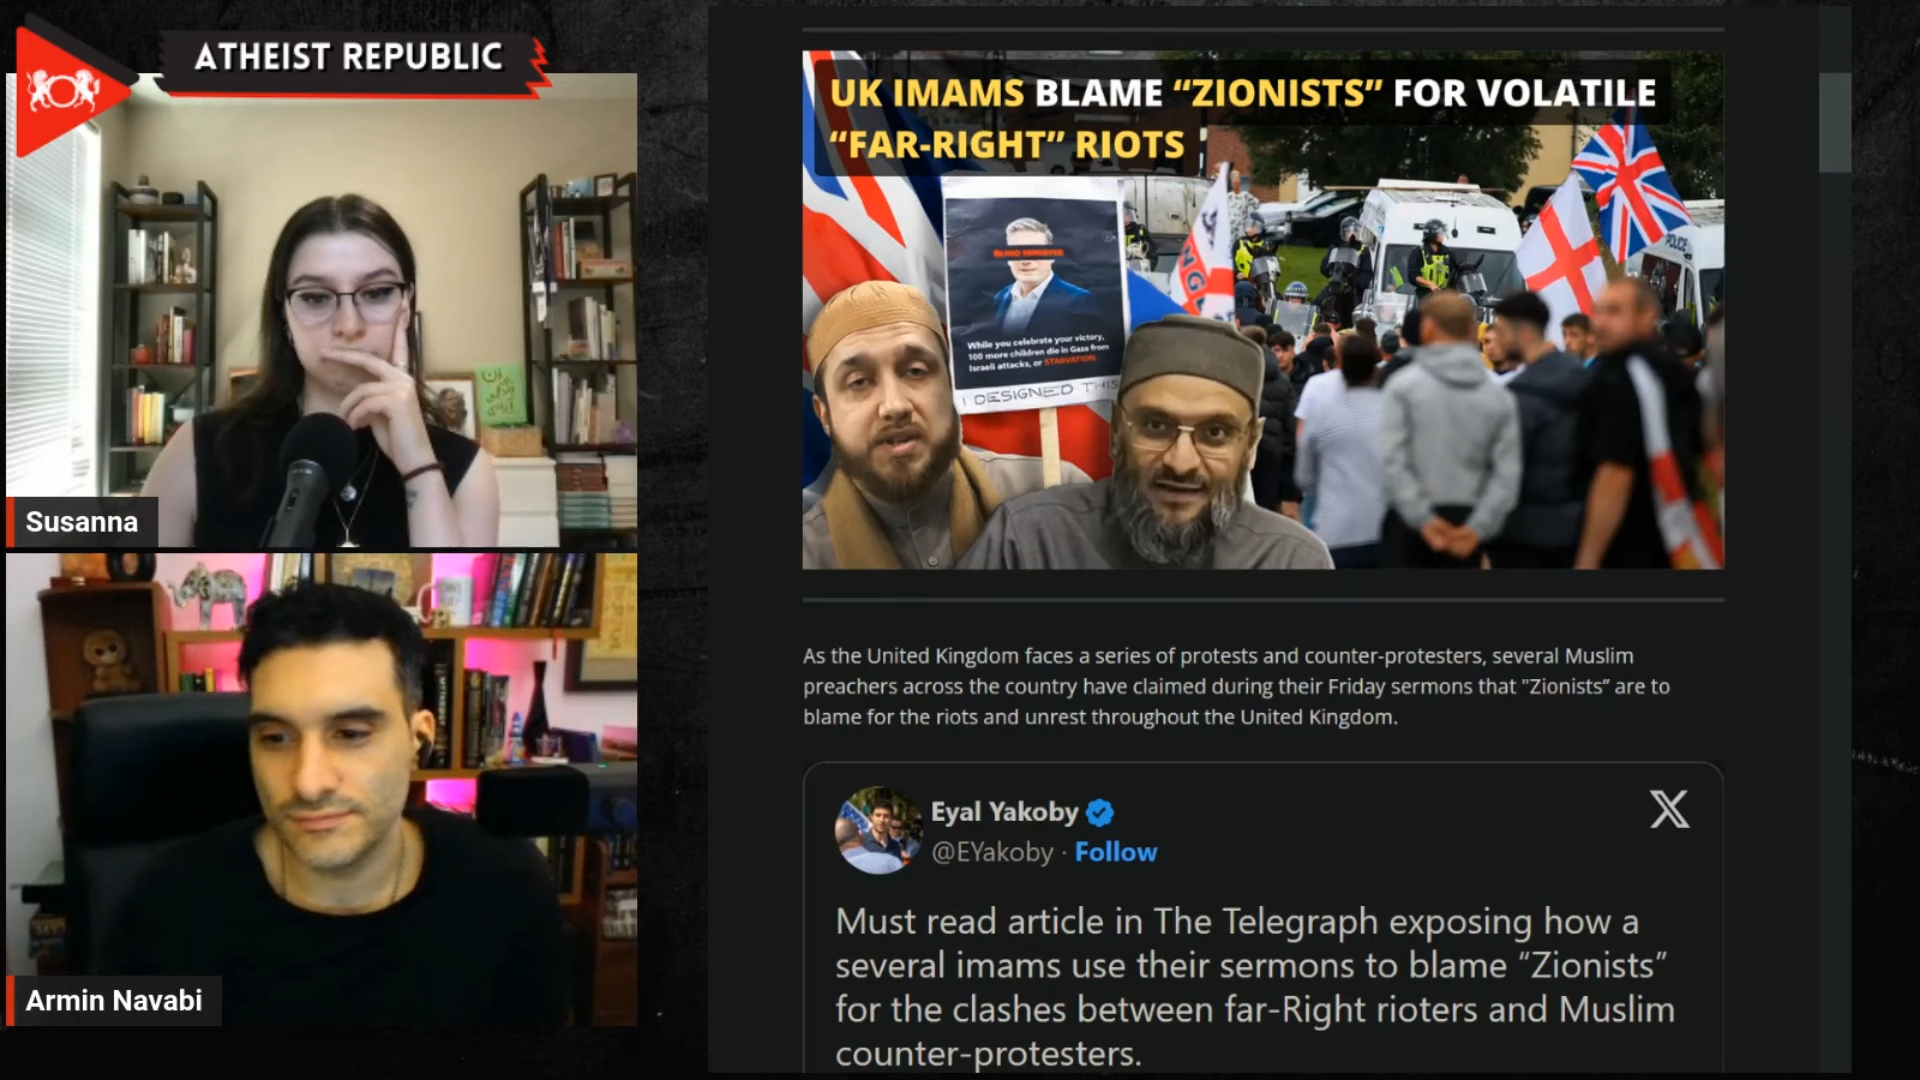 ATHEIST REPUBLIC
Susanna
Armin Navabi
UK IMAMS BLAME “ZIONISTS” FOR VOLATILE
“FAR-RIGHT” RIOTS
While you celebrate your victory,
100 more children die in Gaza from
Israeli attacks, or STARVATION.
I DESIGNED THIS
As the United Kingdom faces a series of protests and counter-protesters, several Muslim
preachers across the country have claimed during their Friday sermons that "Zionists" are to
blame for the riots and unrest throughout the United Kingdom.
Eyal Yakoby
@EYakoby · Follow
Must read article in The Telegraph exposing how a
several imams use their sermons to blame “Zionists”
for the clashes between far-Right rioters and Muslim
counter-protesters.